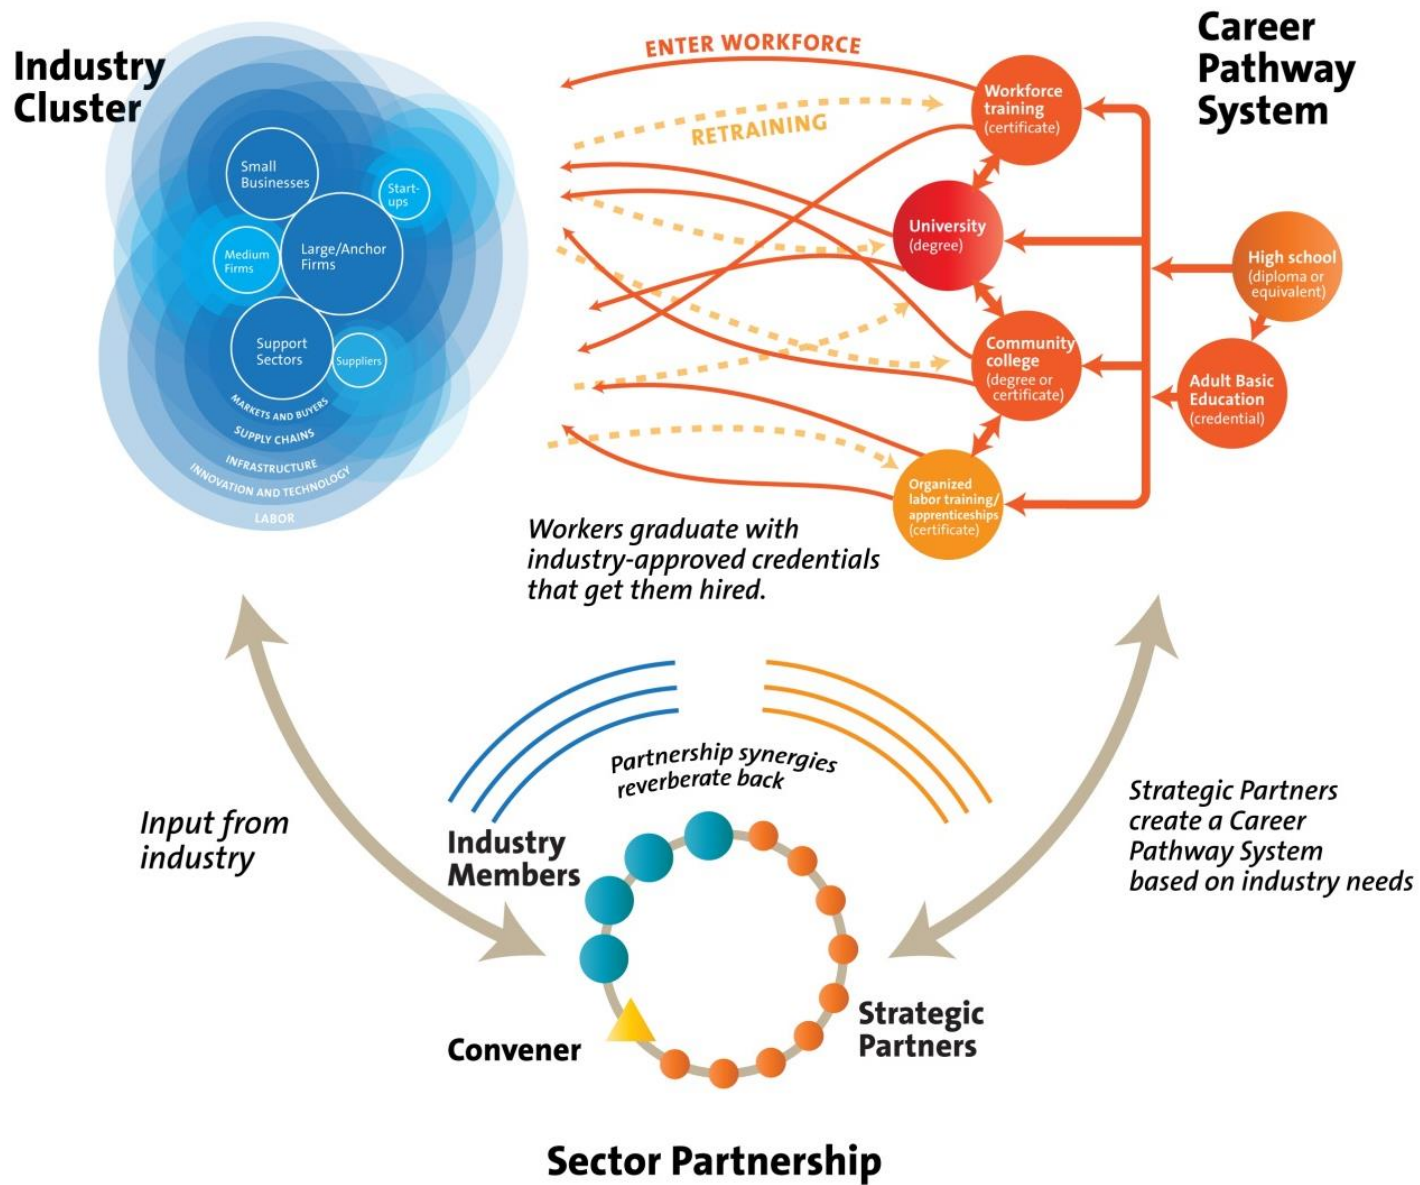 Industry
Cluster
Small
Businesses
Start-
ups
Medium
Firms
Large/Anchor
Firms
Support
Sectors
Suppliers
MARKETS AND BUYERS
SUPPLY CHAINS
INFRASTRUCTURE
INNOVATION AND TECHNOLOGY
LABOR
ENTER WORKFORCE
RETRAINING
Career
Pathway
System
Workforce
training
(certificate)
University
(degree)
High school
(diploma or
equivalent)
Community
college
(degree or
certificate)
Adult Basic
Education
(credential)
Organized
labor training/
apprenticeships
(certificate)
Workers graduate with
industry-approved credentials
that get them hired.
Partnership synergies
reverberate back
Input from
industry
Strategic Partners
create a Career
Pathway System
based on industry needs
Industry
Members
Convener
Strategic
Partners
Sector Partnership